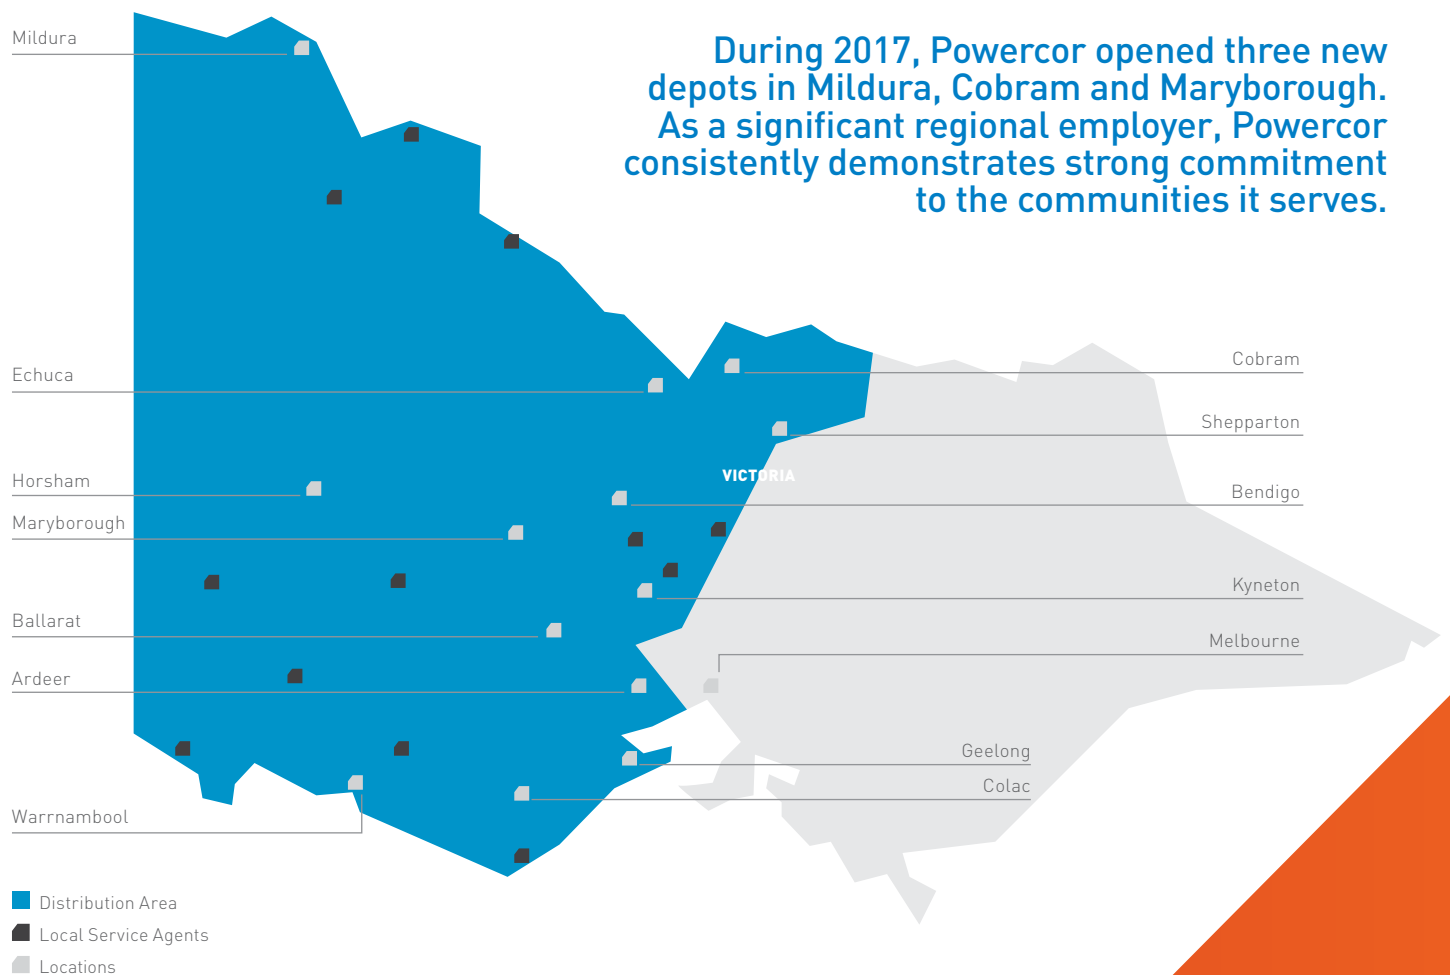 During 2017, Powercor opened three new
depots in Mildura, Cobram and Maryborough.
As a significant regional employer, Powercor
consistently demonstrates strong commitment
to the communities it serves.
Mildura
Echuca
Horsham
Maryborough
Ballarat
Ardeer
Warrnambool
VICTORIA
Cobram
Shepparton
Bendigo
Kyneton
Melbourne
Geelong
Colac
Distribution Area
Local Service Agents
Locations